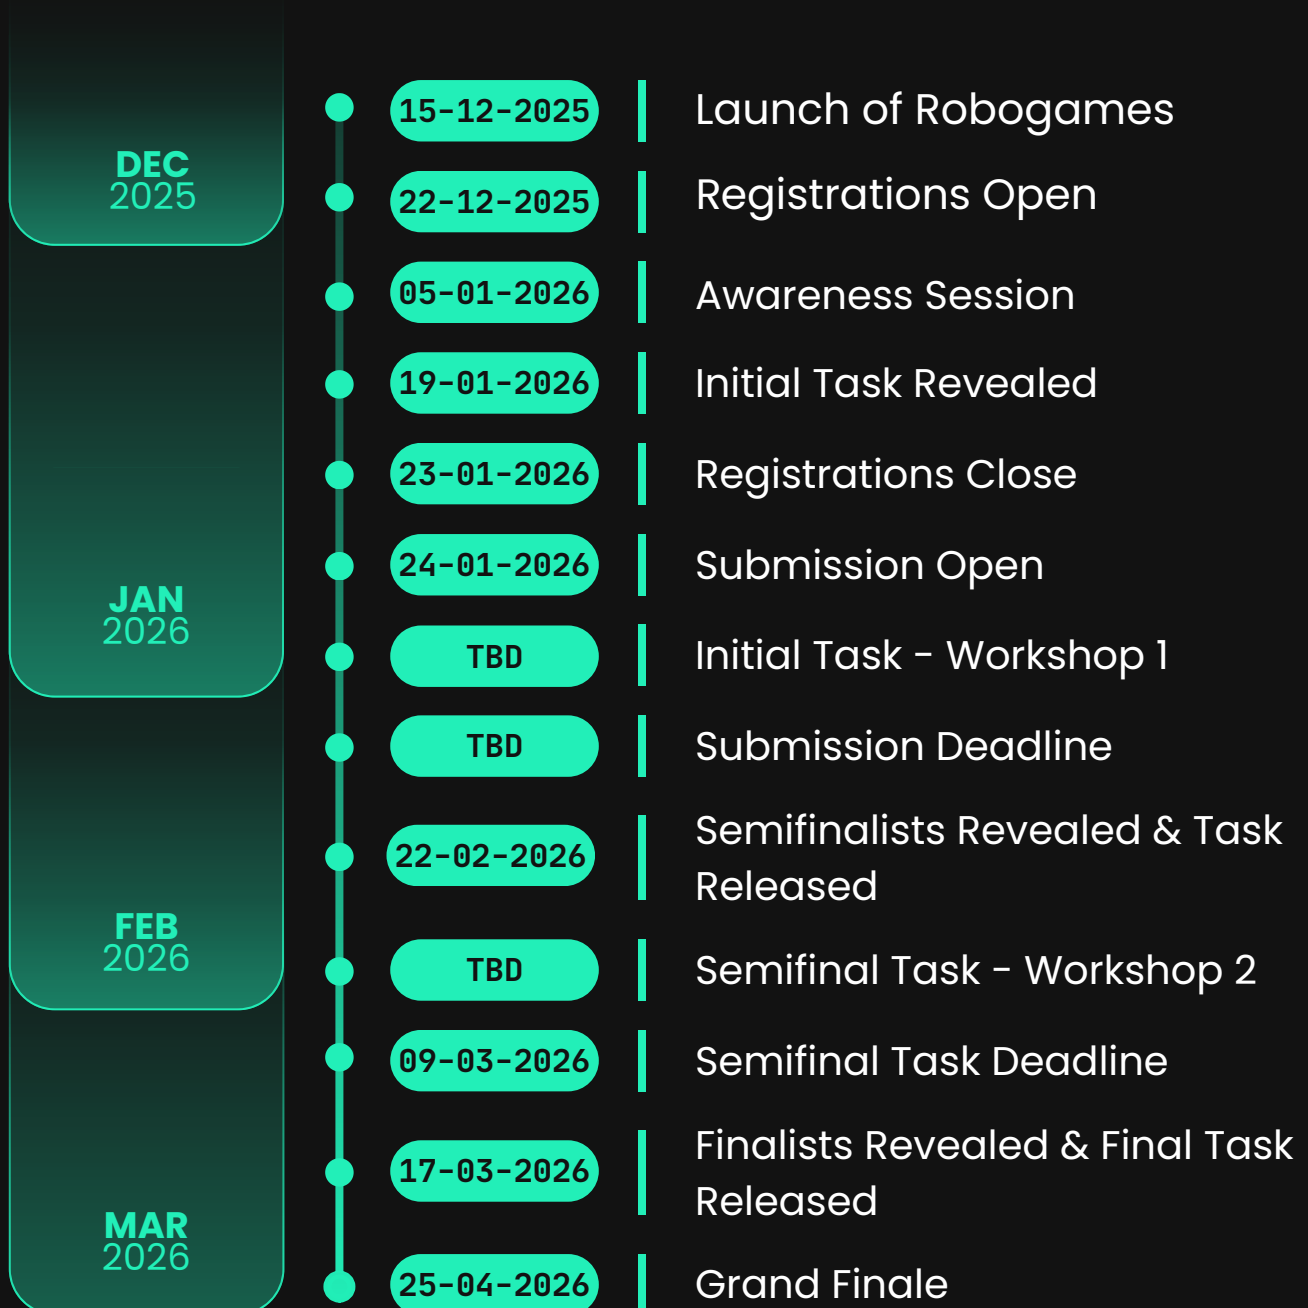 DEC
2025
15-12-2025
Launch of Robogames
22-12-2025
Registrations Open
JAN
2026
05-01-2026
Awareness Session
19-01-2026
Initial Task Revealed
23-01-2026
Registrations Close
24-01-2026
Submission Open
TBD
Initial Task - Workshop 1
FEB
2026
TBD
Submission Deadline
22-02-2026
Semifinalists Revealed & Task
Released
TBD
Semifinal Task - Workshop 2
MAR
2026
09-03-2026
Semifinal Task Deadline
17-03-2026
Finalists Revealed & Final Task
Released
25-04-2026
Grand Finale